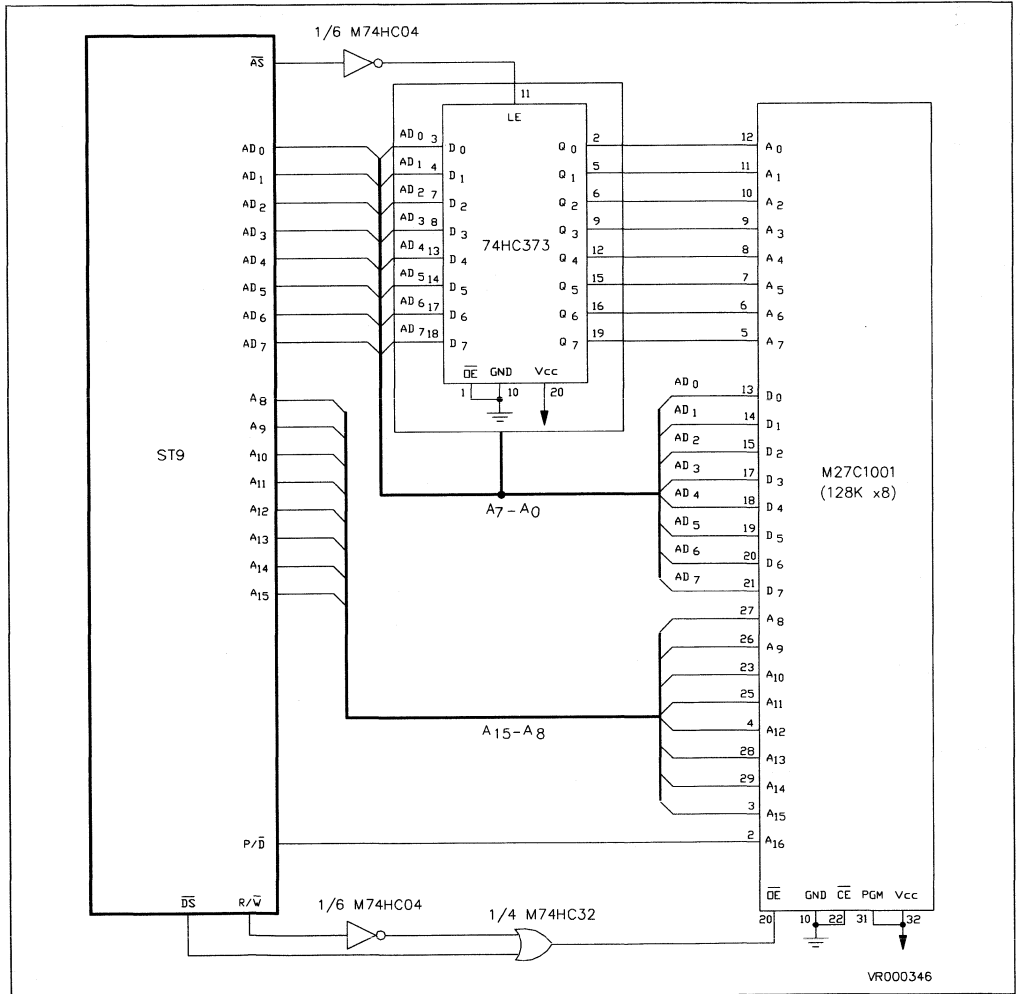 1/6 M74HC04
AS
11
LE
AD0
AD1
AD2
AD3
AD4
AD5
AD6
AD7
AD0 3 D0
AD1 4 D1
AD2 7 D2
AD3 8 D3
AD4 13 D4
AD5 14 D5
AD6 17 D6
AD7 18 D7
74HC373
Q0 2
Q1 5
Q2 6
Q3 9
Q4 12
Q5 15
Q6 16
Q7 19
OE GND Vcc
1 10 20
12 A0
11 A1
10 A2
9 A3
8 A4
7 A5
6 A6
5 A7
ST9
A8
A9
A10
A11
A12
A13
A14
A15
A7-A0
AD0 13 D0
AD1 14 D1
AD2 15 D2
AD3 17 D3
AD4 18 D4
AD5 19 D5
AD6 20 D6
AD7 21 D7
M27C1001
(128K x8)
27 A8
26 A9
23 A10
25 A11
4 A12
28 A13
29 A14
3 A15
A15-A8
P/D
2 A16
DS R/W
1/6 M74HC04
1/4 M74HC32
OE GND CE PGM Vcc
20 10 22 31 32
VR000346